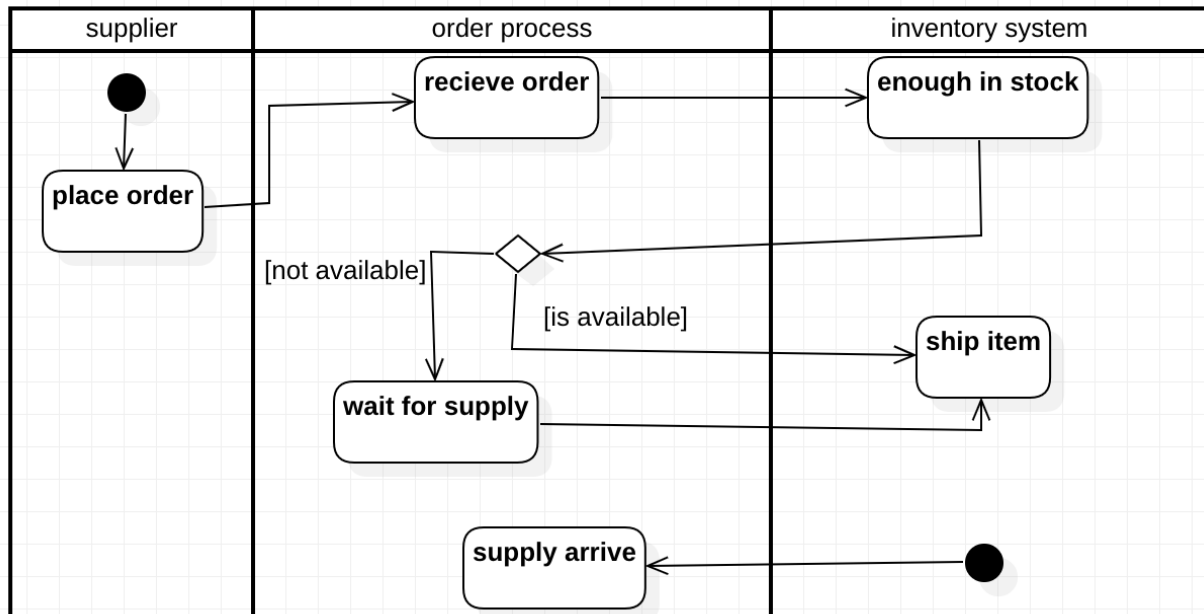 supplier
order process
inventory system
recieve order
enough in stock
place order
[not available]
[is available]
ship item
wait for supply
supply arrive